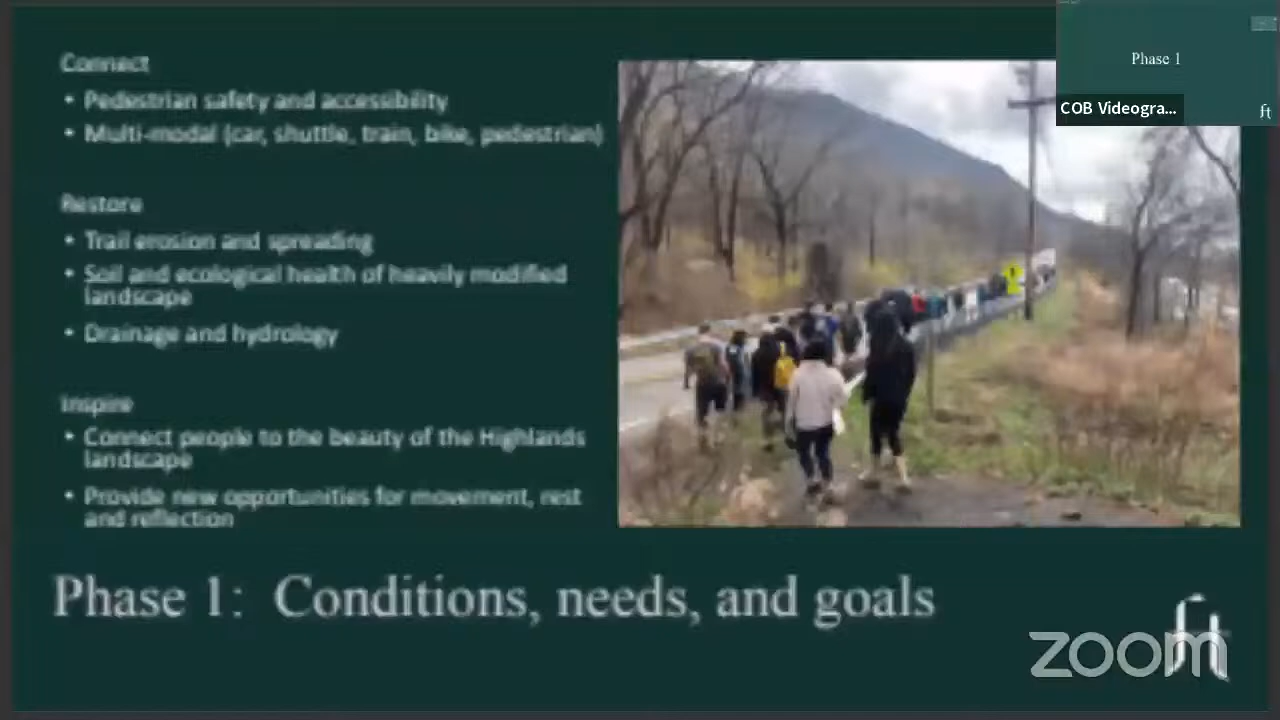 Connect
• Pedestrian safety and accessibility
• Multi-modal (car, shuttle, train, bike, pedestrian)
Restore
• Trail erosion and spreading
• Soil and ecological health of heavily modified
landscape
• Drainage and hydrology
Inspire
• Connect people to the beauty of the Highlands
landscape
• Provide new opportunities for movement, rest
and reflection
Phase 1: Conditions, needs, and goals
Phase 1
COB Videogra...
ft
ft
zoom